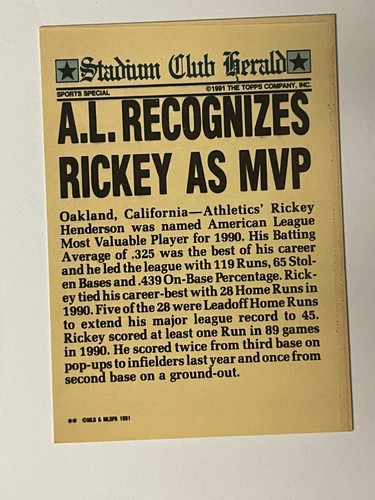 Stadium Club Herald
SPORTS SPECIAL ©1991 THE TOPPS COMPANY, INC.
A.L. RECOGNIZES
RICKEY AS MVP
Oakland, California—Athletics' Rickey
Henderson was named American League
Most Valuable Player for 1990. His Batting
Average of .325 was the best of his career
and he led the league with 119 Runs, 65 Stol-
en Bases and .439 On-Base Percentage. Rick-
ey tied his career-best with 28 Home Runs in
1990. Five of the 28 were Leadoff Home Runs
to extend his major league record to 45.
Rickey scored at least one Run in 89 games
in 1990. He scored twice from third base on
pop-ups to infielders last year and once from
second base on a ground-out.
** ©MLB & MLBPA 1991